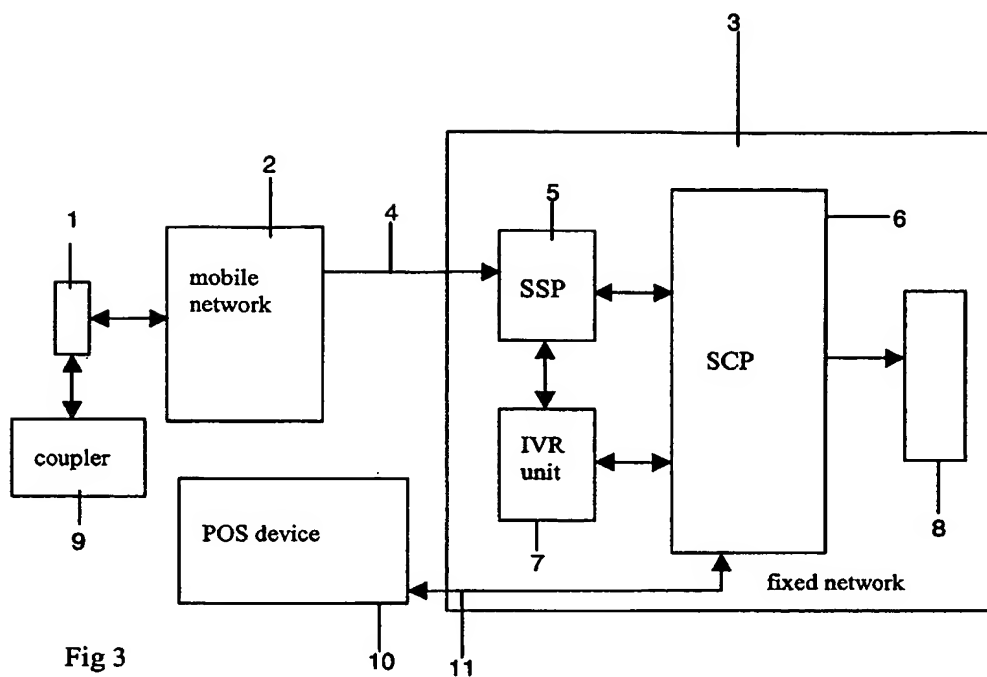 3
2
5
1
4
6
mobile
network
SSP
SCP
coupler
IVR
unit
9
POS device
7
8
fixed network
10
11
Fig 3